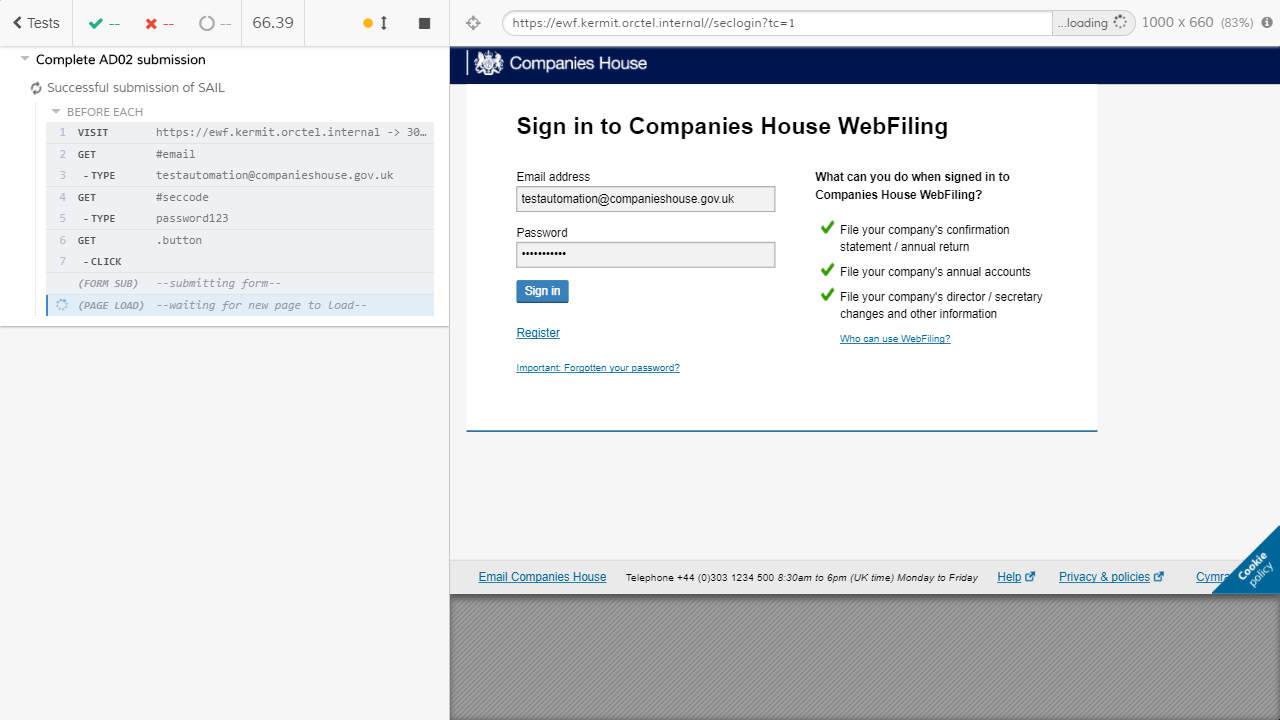 Tests
--
--
--
66.39
https://ewf.kermit.orctel.internal//seclogin?tc=1
...loading
1000 x 660 (83%)
Complete AD02 submission
Successful submission of SAIL
BEFORE EACH
1 VISIT https://ewf.kermit.orctel.internal -> 30…
2 GET #email
3 - TYPE testautomation@companieshouse.gov.uk
4 GET #seccode
5 - TYPE password123
6 GET .button
7 - CLICK
(FORM SUB) --submitting form--
(PAGE LOAD) --waiting for new page to load--
Companies House
Sign in to Companies House WebFiling
Email address
testautomation@companieshouse.gov.uk
Password
•••••••••••
Sign in
Register
Important: Forgotten your password?
What can you do when signed in to
Companies House WebFiling?
File your company's confirmation
statement / annual return
File your company's annual accounts
File your company's director / secretary
changes and other information
Who can use WebFiling?
Email Companies House
Telephone +44 (0)303 1234 500 8:30am to 6pm (UK time) Monday to Friday
Help
Privacy & policies
Cymra
Cookie
policy